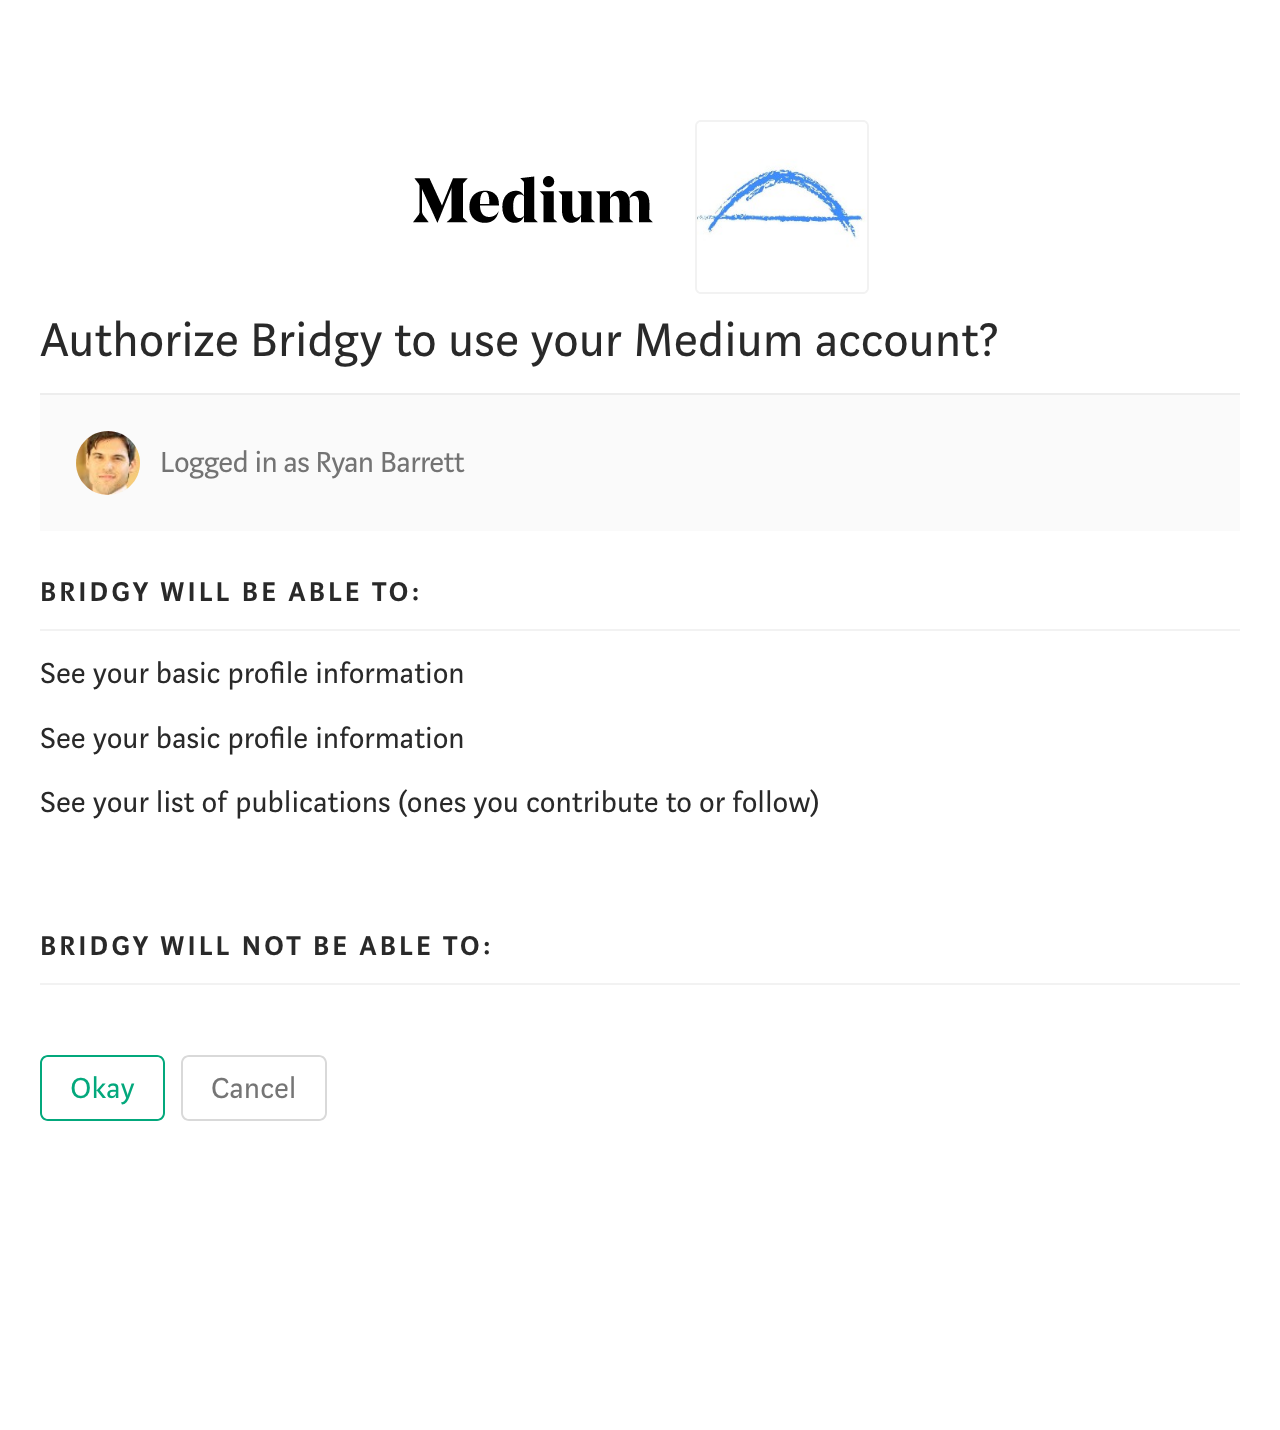 Medium
Authorize Bridgy to use your Medium account?
Logged in as Ryan Barrett
BRIDGY WILL BE ABLE TO:
See your basic profile information
See your basic profile information
See your list of publications (ones you contribute to or follow)
BRIDGY WILL NOT BE ABLE TO:
Okay
Cancel